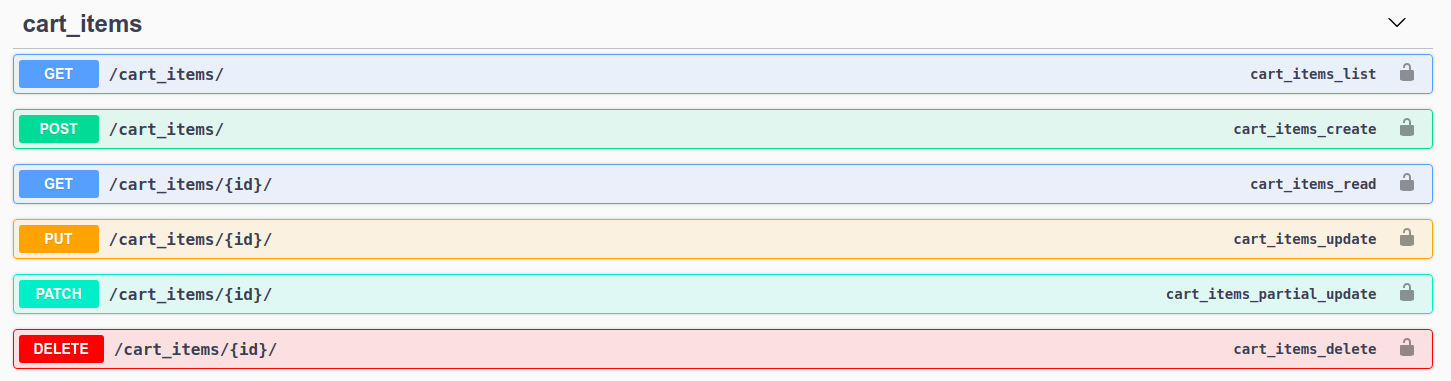 cart_items
GET /cart_items/ cart_items_list
POST /cart_items/ cart_items_create
GET /cart_items/{id}/ cart_items_read
PUT /cart_items/{id}/ cart_items_update
PATCH /cart_items/{id}/ cart_items_partial_update
DELETE /cart_items/{id}/ cart_items_delete